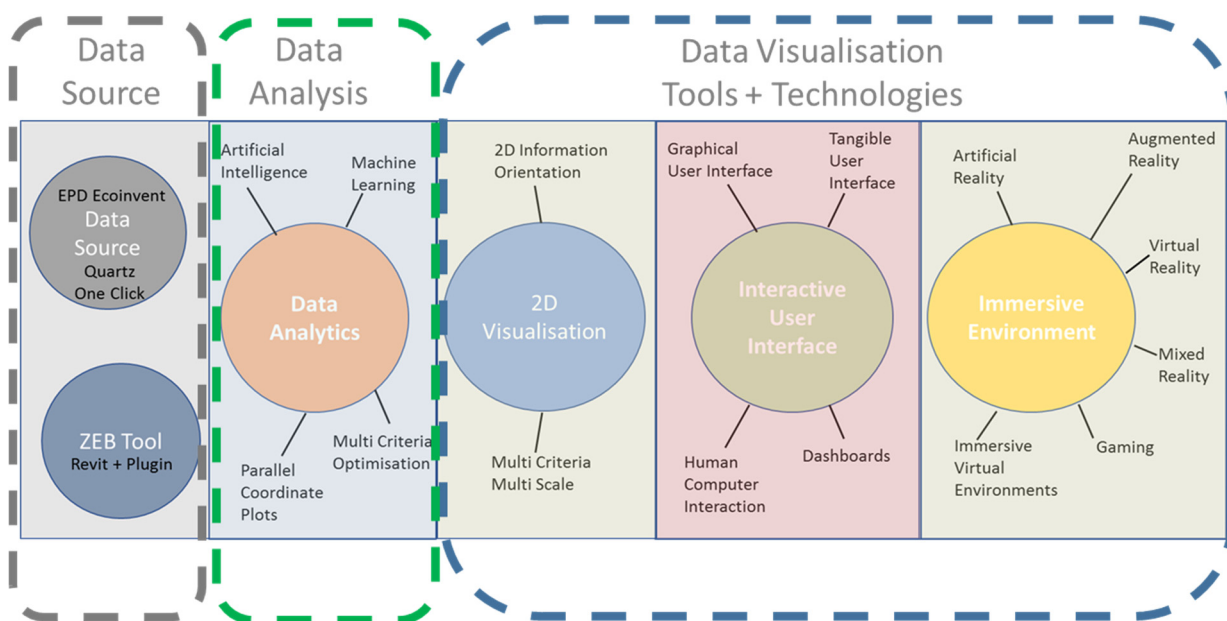 Data
Source
Data
Analysis
Data Visualisation
Tools + Technologies
EPD Ecoinvent
Data
Source
Quartz
One Click
ZEB Tool
Revit + Plugin
Artificial
Intelligence
Machine
Learning
Data
Analytics
Parallel
Coordinate
Plots
Multi Criteria
Optimisation
2D Information
Orientation
2D
Visualisation
Multi Criteria
Multi Scale
Graphical
User Interface
Tangible
User
Interface
Interactive
User
Interface
Human
Computer
Interaction
Dashboards
Artificial
Reality
Augmented
Reality
Virtual
Reality
Immersive
Environment
Mixed
Reality
Immersive
Virtual
Environments
Gaming